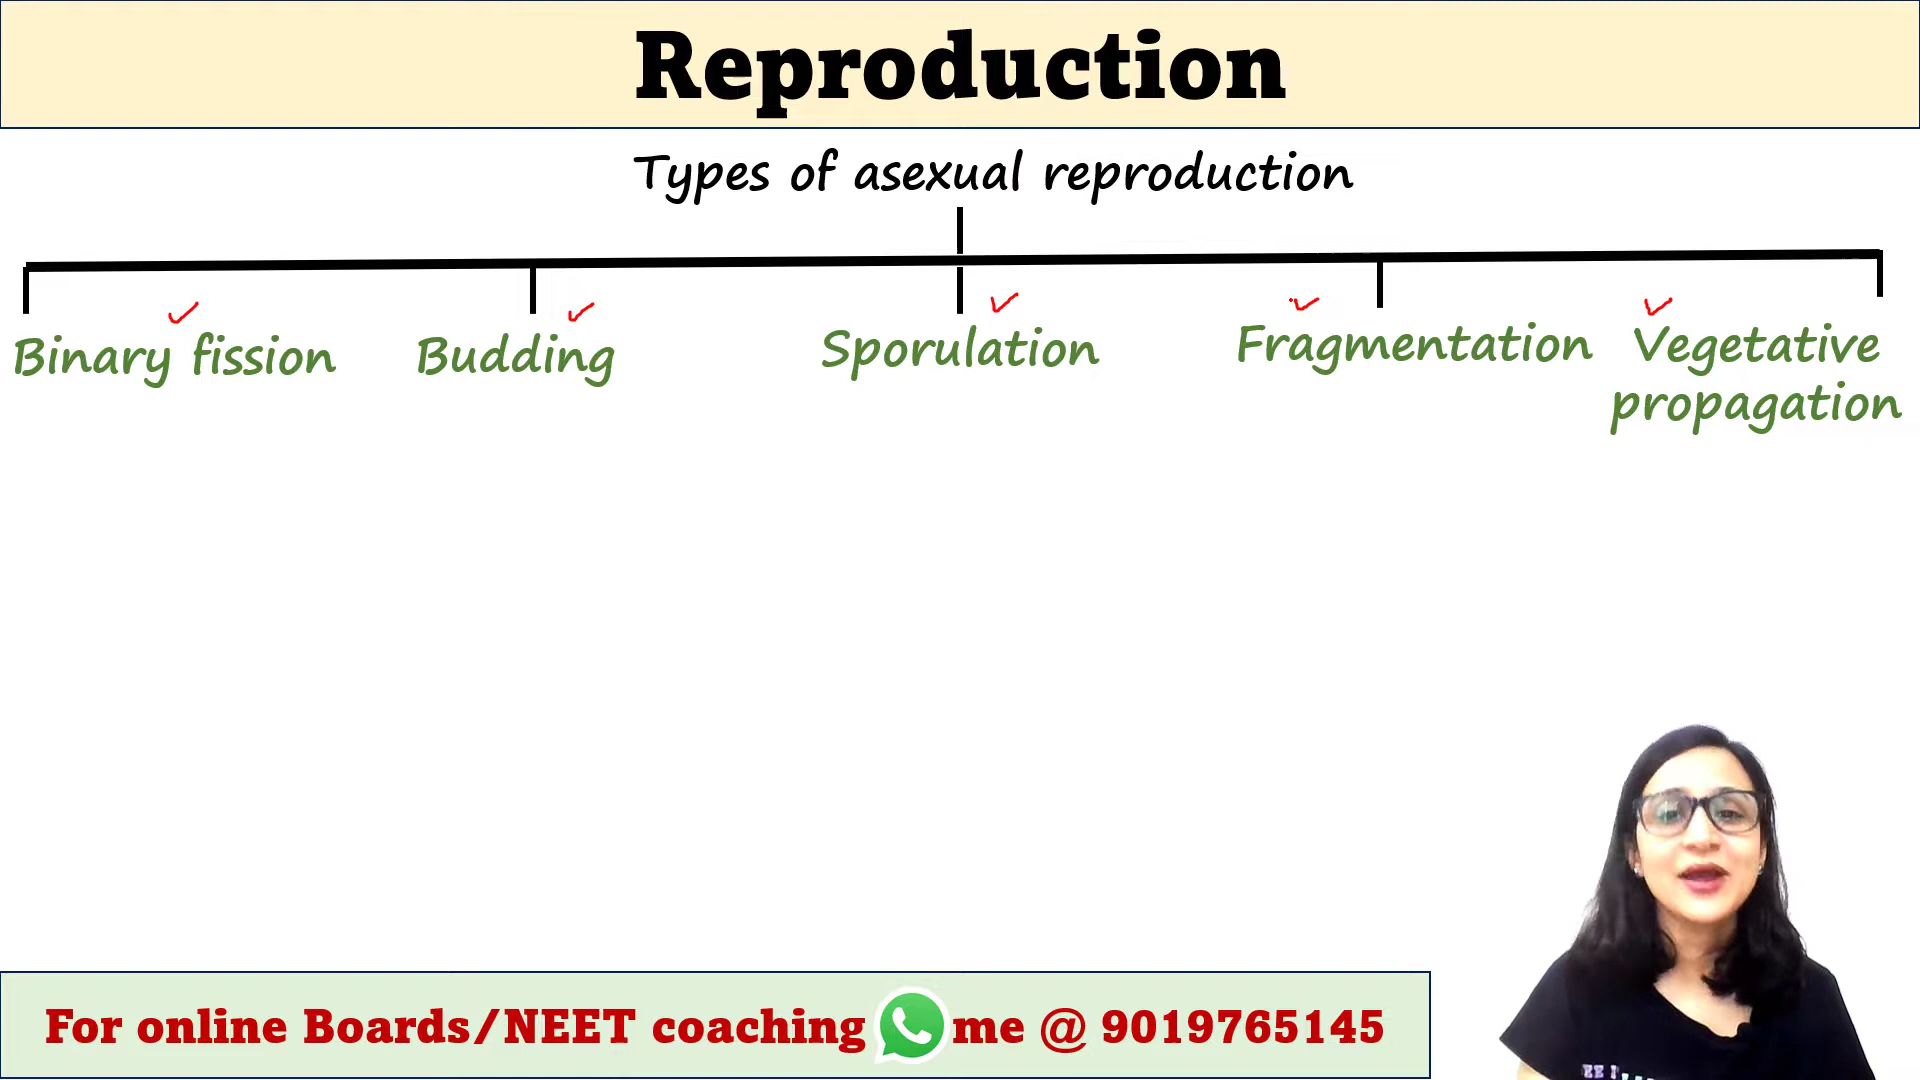 Reproduction
Types of asexual reproduction
Binary fission Budding Sporulation Fragmentation Vegetative
propagation
For online Boards/NEET coaching me @ 9019765145